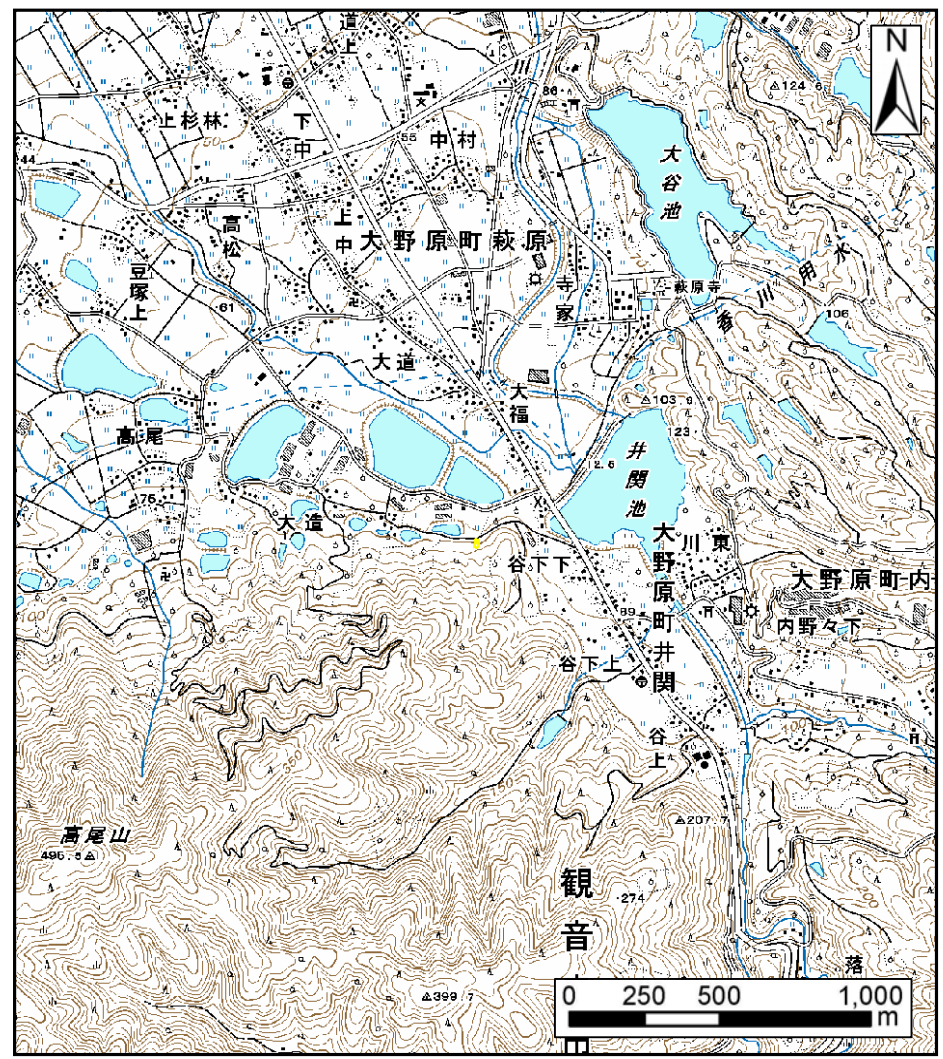 道上
N
124.6
上杉林
下中
86
55
中村
大谷池
44
50
高松
上中
大野原町萩原
豆塚上
寺家
萩原寺
香川用水
61
106
大道
大福
103.9
高尾
23
井関池
12.6
75
大造
谷下下
大野原町井関
川東
大野原町内
89
内野々下
谷下上
谷上
高尾山
207.7
観音
274
落
399.7
0 250 500 1,000
m